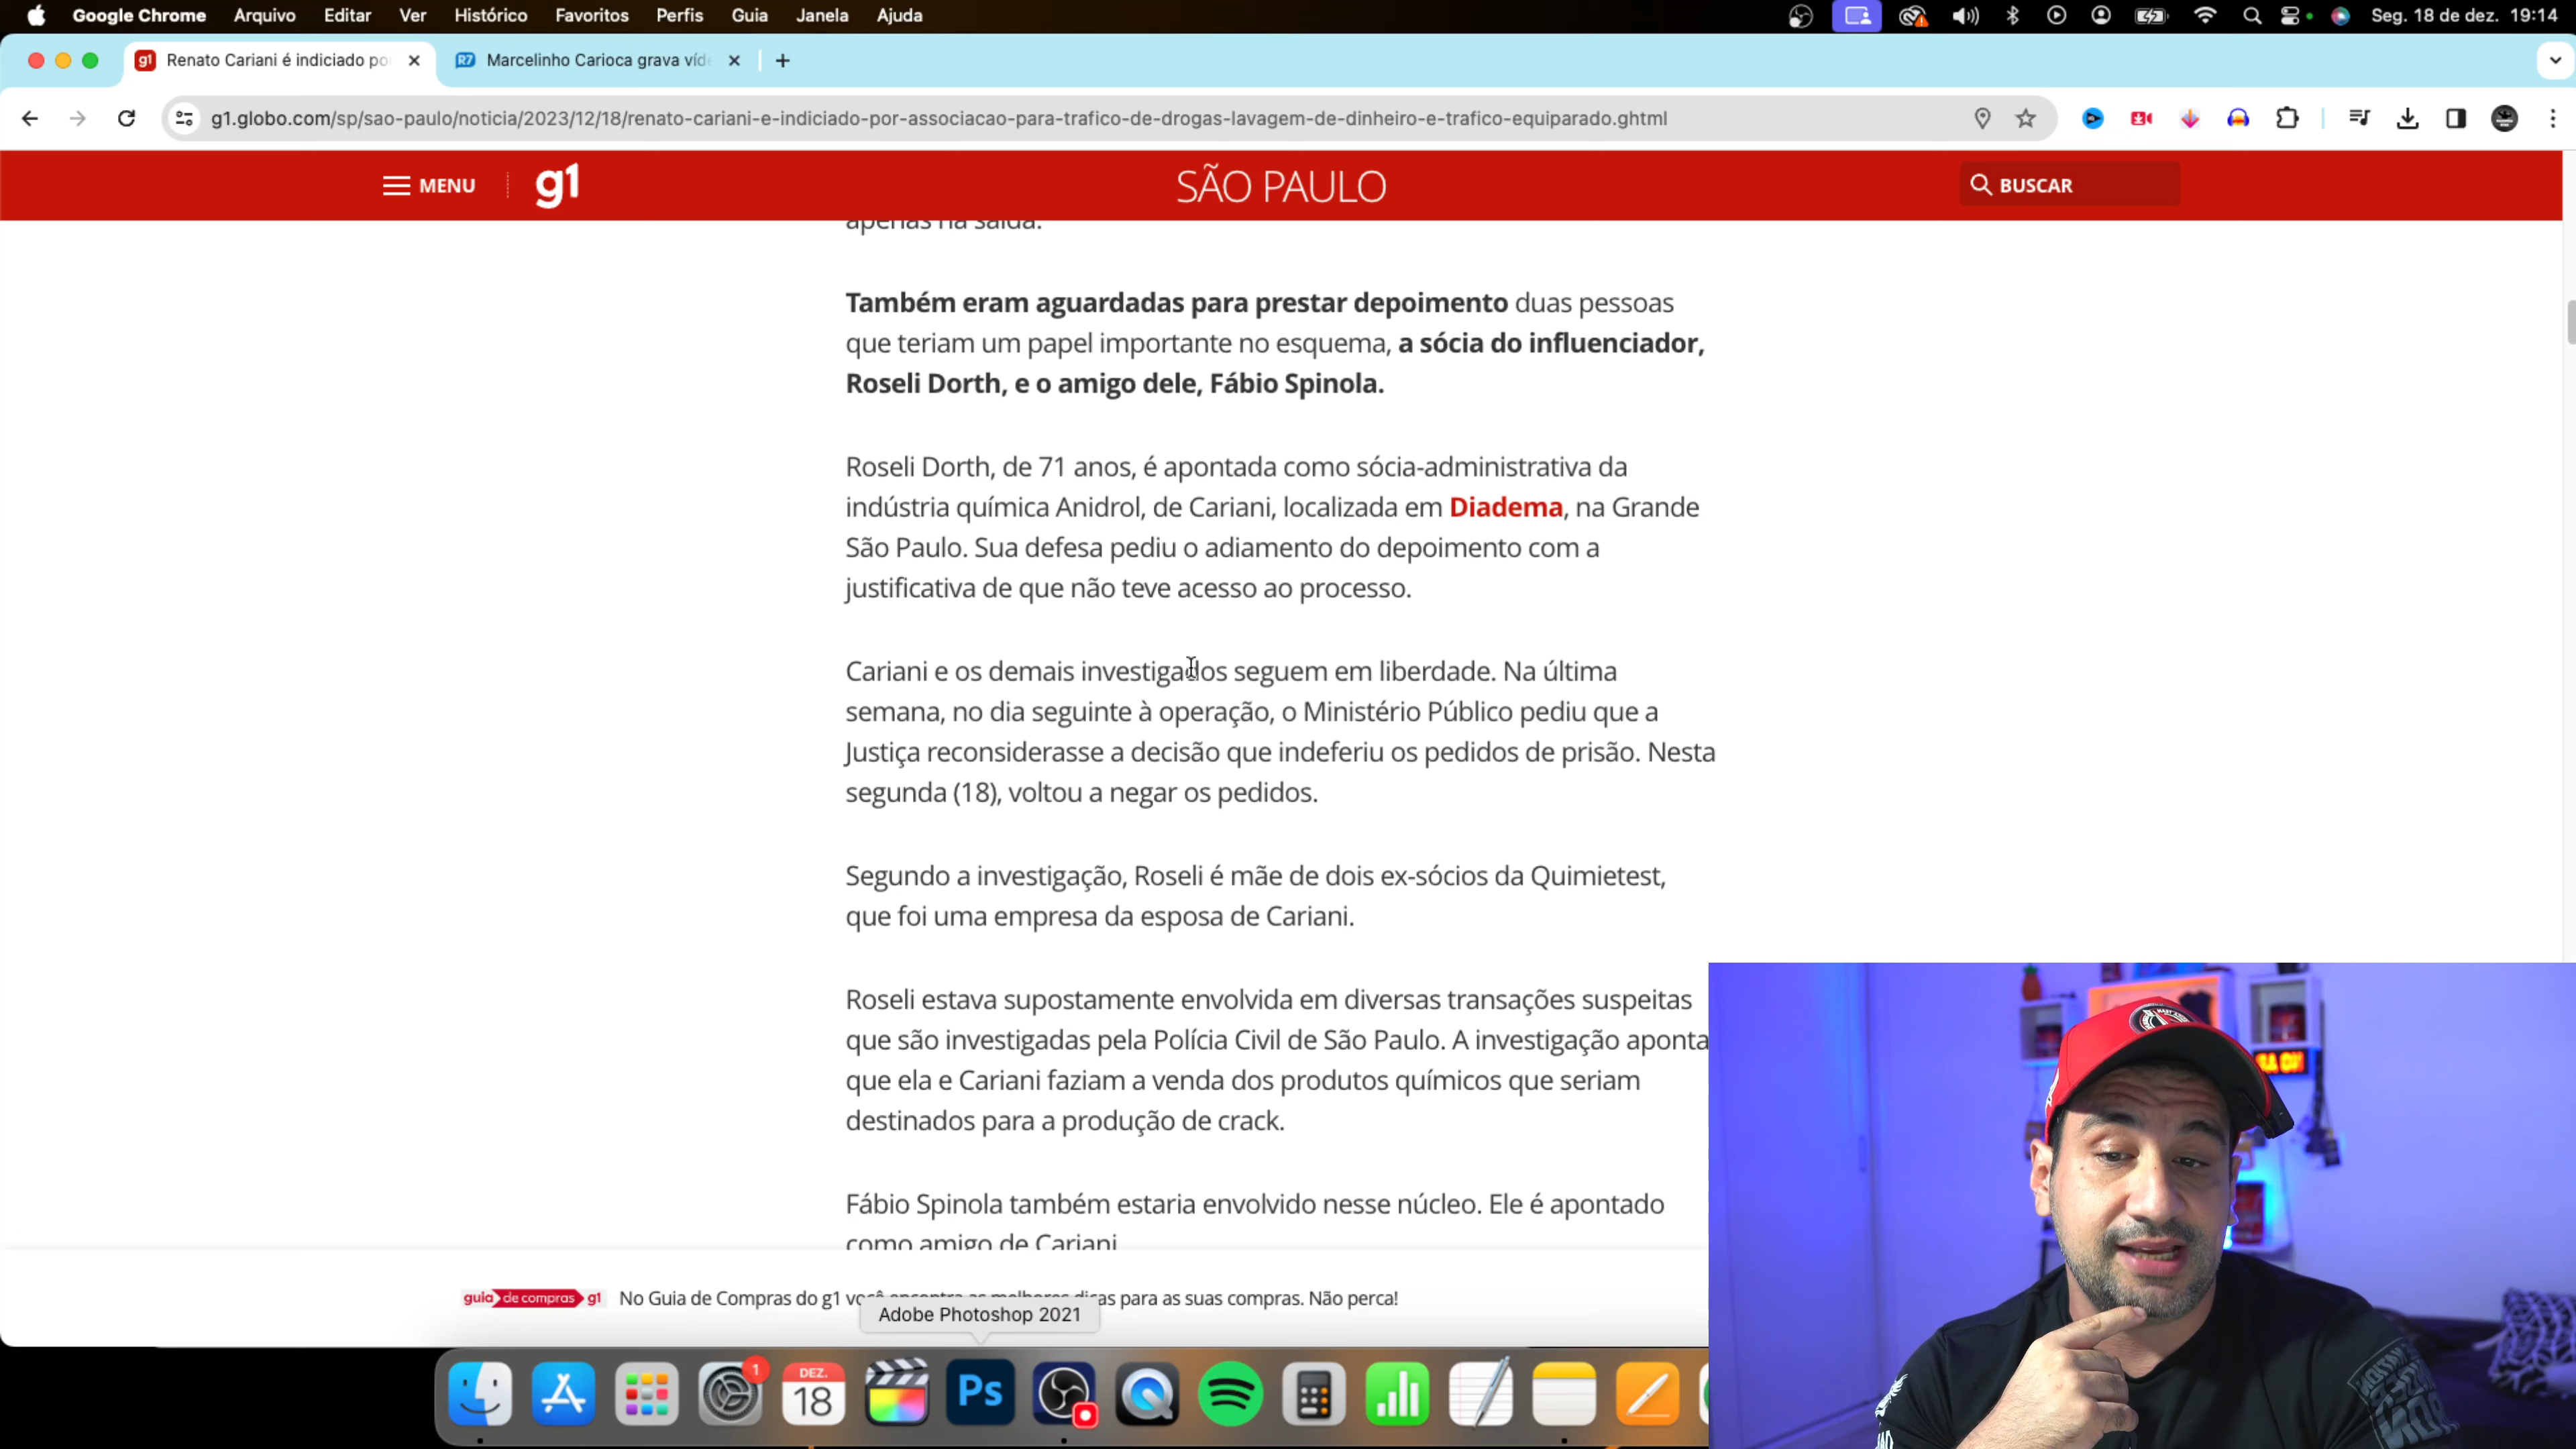 Google Chrome Arquivo Editar Ver Histórico Favoritos Perfis Guia Janela Ajuda Seg. 18 de dez. 19:14
g1 Renato Cariani é indiciado po R7 Marcelinho Carioca grava víd
g1.globo.com/sp/sao-paulo/noticia/2023/12/18/renato-cariani-e-indiciado-por-associacao-para-trafico-de-drogas-lavagem-de-dinheiro-e-trafico-equiparado.ghtml
MENU g1 SÃO PAULO BUSCAR
apenas na saída.
Também eram aguardadas para prestar depoimento duas pessoas
que teriam um papel importante no esquema, a sócia do influenciador,
Roseli Dorth, e o amigo dele, Fábio Spinola.
Roseli Dorth, de 71 anos, é apontada como sócia-administrativa da
indústria química Anidrol, de Cariani, localizada em Diadema, na Grande
São Paulo. Sua defesa pediu o adiamento do depoimento com a
justificativa de que não teve acesso ao processo.
Cariani e os demais investigados seguem em liberdade. Na última
semana, no dia seguinte à operação, o Ministério Público pediu que a
Justiça reconsiderasse a decisão que indeferiu os pedidos de prisão. Nesta
segunda (18), voltou a negar os pedidos.
Segundo a investigação, Roseli é mãe de dois ex-sócios da Quimietest,
que foi uma empresa da esposa de Cariani.
Roseli estava supostamente envolvida em diversas transações suspeitas
que são investigadas pela Polícia Civil de São Paulo. A investigação aponta
que ela e Cariani faziam a venda dos produtos químicos que seriam
destinados para a produção de crack.
Fábio Spinola também estaria envolvido nesse núcleo. Ele é apontado
como amigo de Cariani
guia de compras g1 No Guia de Compras do g1 você encontra as melhores dicas para as suas compras. Não perca!
Adobe Photoshop 2021
1
DEZ.
18
Ps